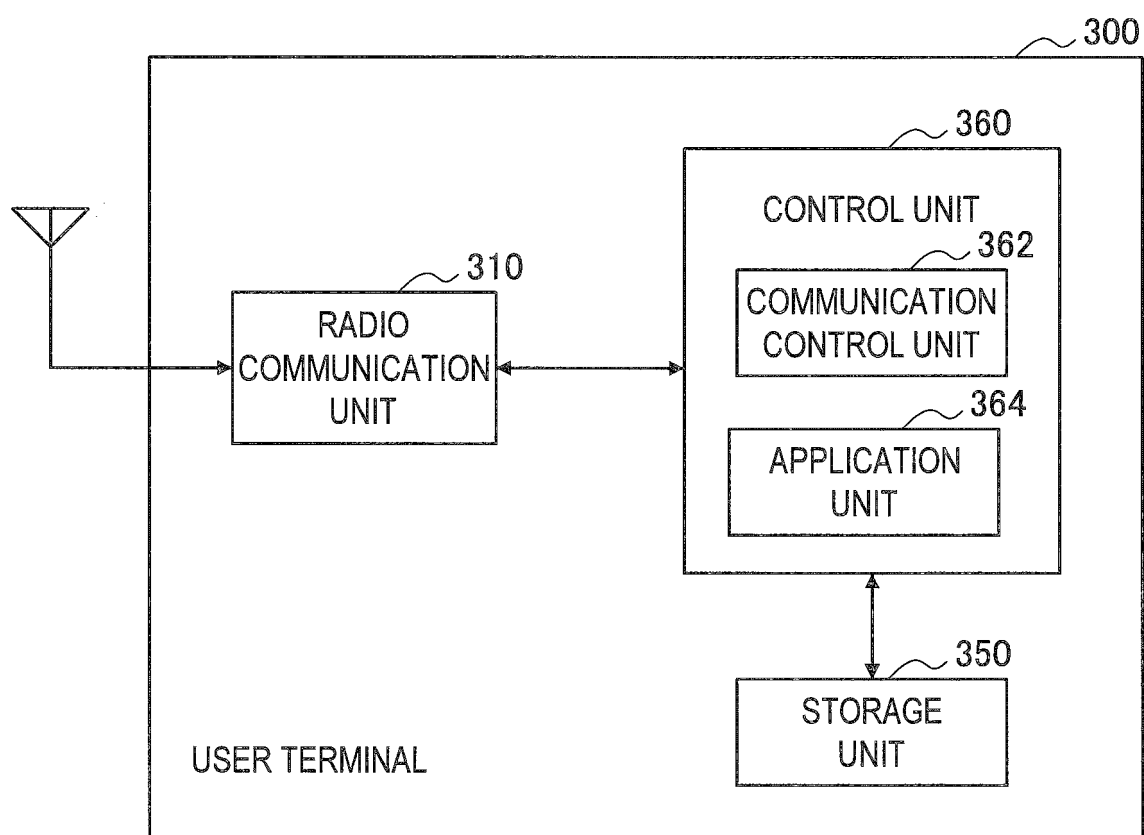 300
360
CONTROL UNIT
362
COMMUNICATION
CONTROL UNIT
310
RADIO
COMMUNICATION
UNIT
364
APPLICATION
UNIT
350
STORAGE
UNIT
USER TERMINAL